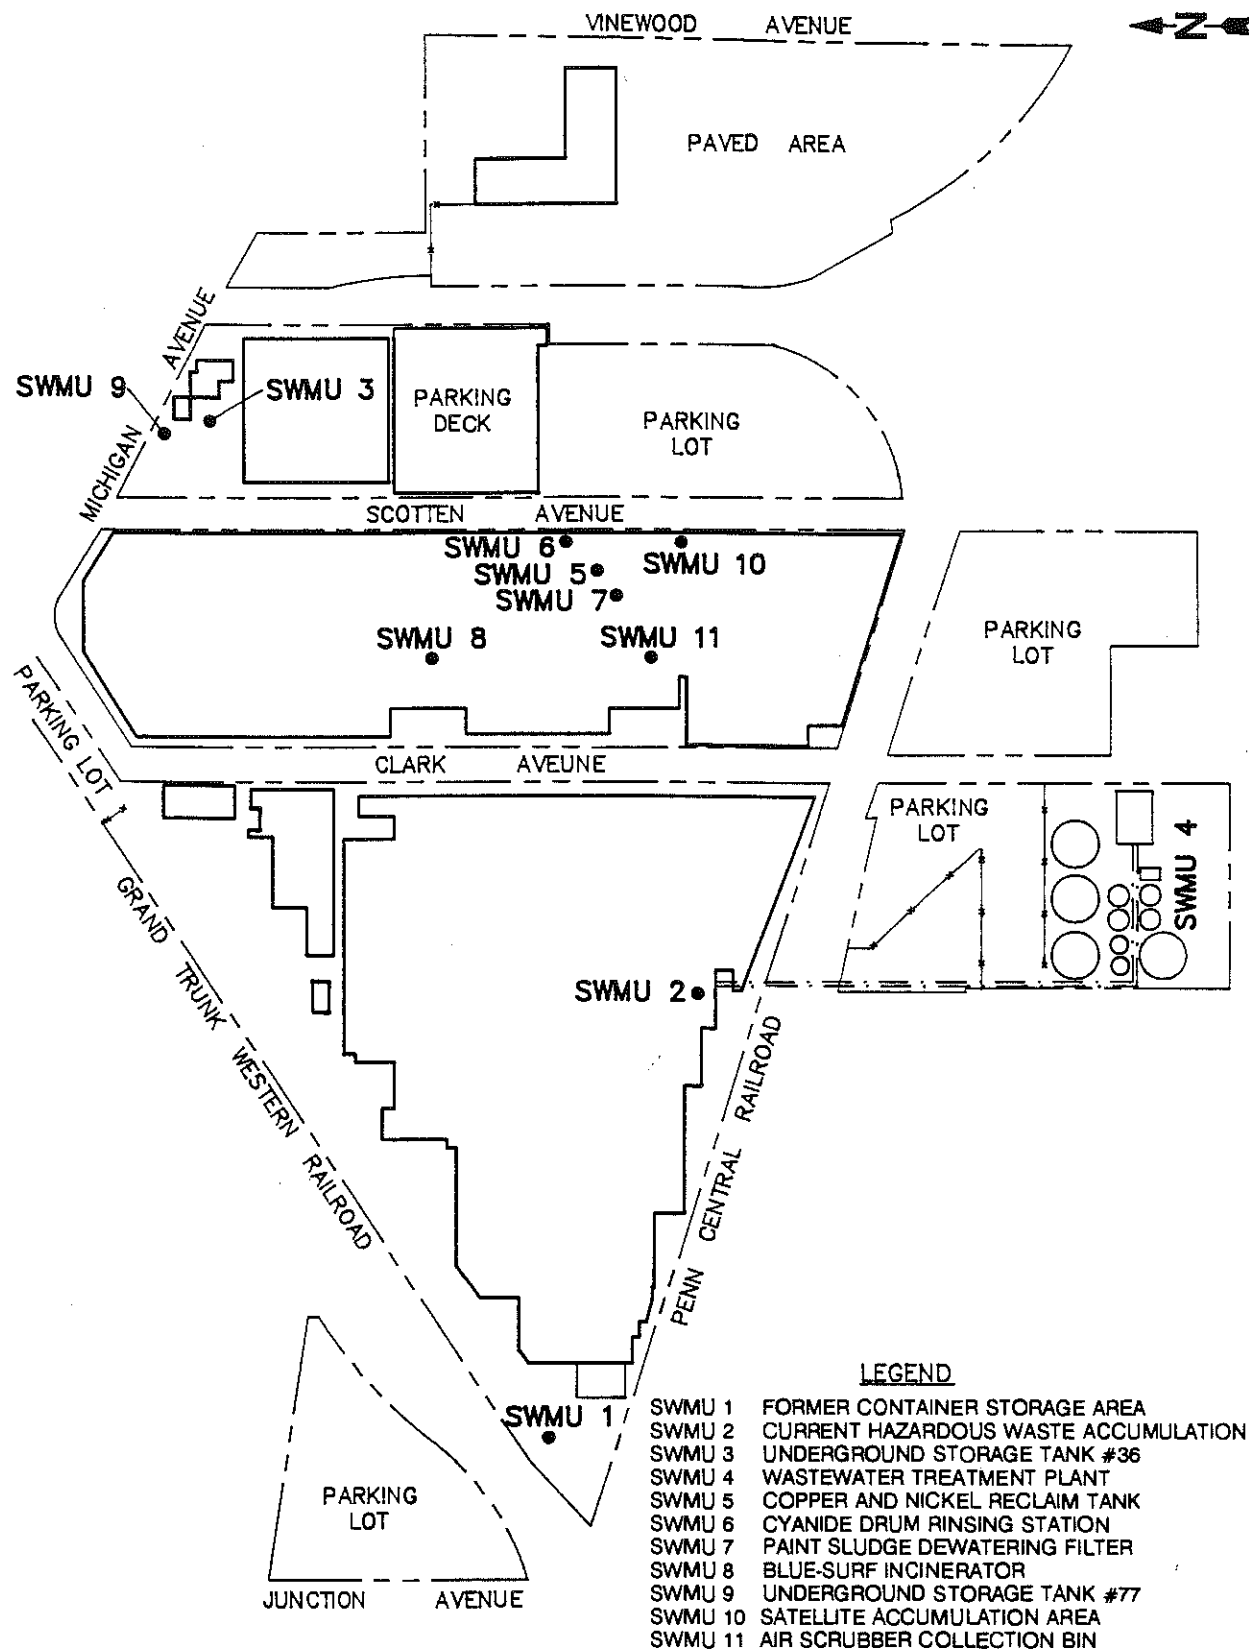 VINEWOOD AVENUE
N
PAVED AREA
MICHIGAN AVENUE
SWMU 9
SWMU 3
PARKING
DECK
PARKING
LOT
SCOTTEN AVENUE
SWMU 6
SWMU 10
SWMU 5
SWMU 7
SWMU 8
SWMU 11
PARKING
LOT
PARKING LOT
CLARK AVEUNE
PARKING
LOT
SWMU 4
GRAND TRUNK WESTERN RAILROAD
SWMU 2
PENN CENTRAL RAILROAD
SWMU 1
PARKING
LOT
JUNCTION AVENUE
LEGEND
SWMU 1 FORMER CONTAINER STORAGE AREA
SWMU 2 CURRENT HAZARDOUS WASTE ACCUMULATION
SWMU 3 UNDERGROUND STORAGE TANK #36
SWMU 4 WASTEWATER TREATMENT PLANT
SWMU 5 COPPER AND NICKEL RECLAIM TANK
SWMU 6 CYANIDE DRUM RINSING STATION
SWMU 7 PAINT SLUDGE DEWATERING FILTER
SWMU 8 BLUE-SURF INCINERATOR
SWMU 9 UNDERGROUND STORAGE TANK #77
SWMU 10 SATELLITE ACCUMULATION AREA
SWMU 11 AIR SCRUBBER COLLECTION BIN